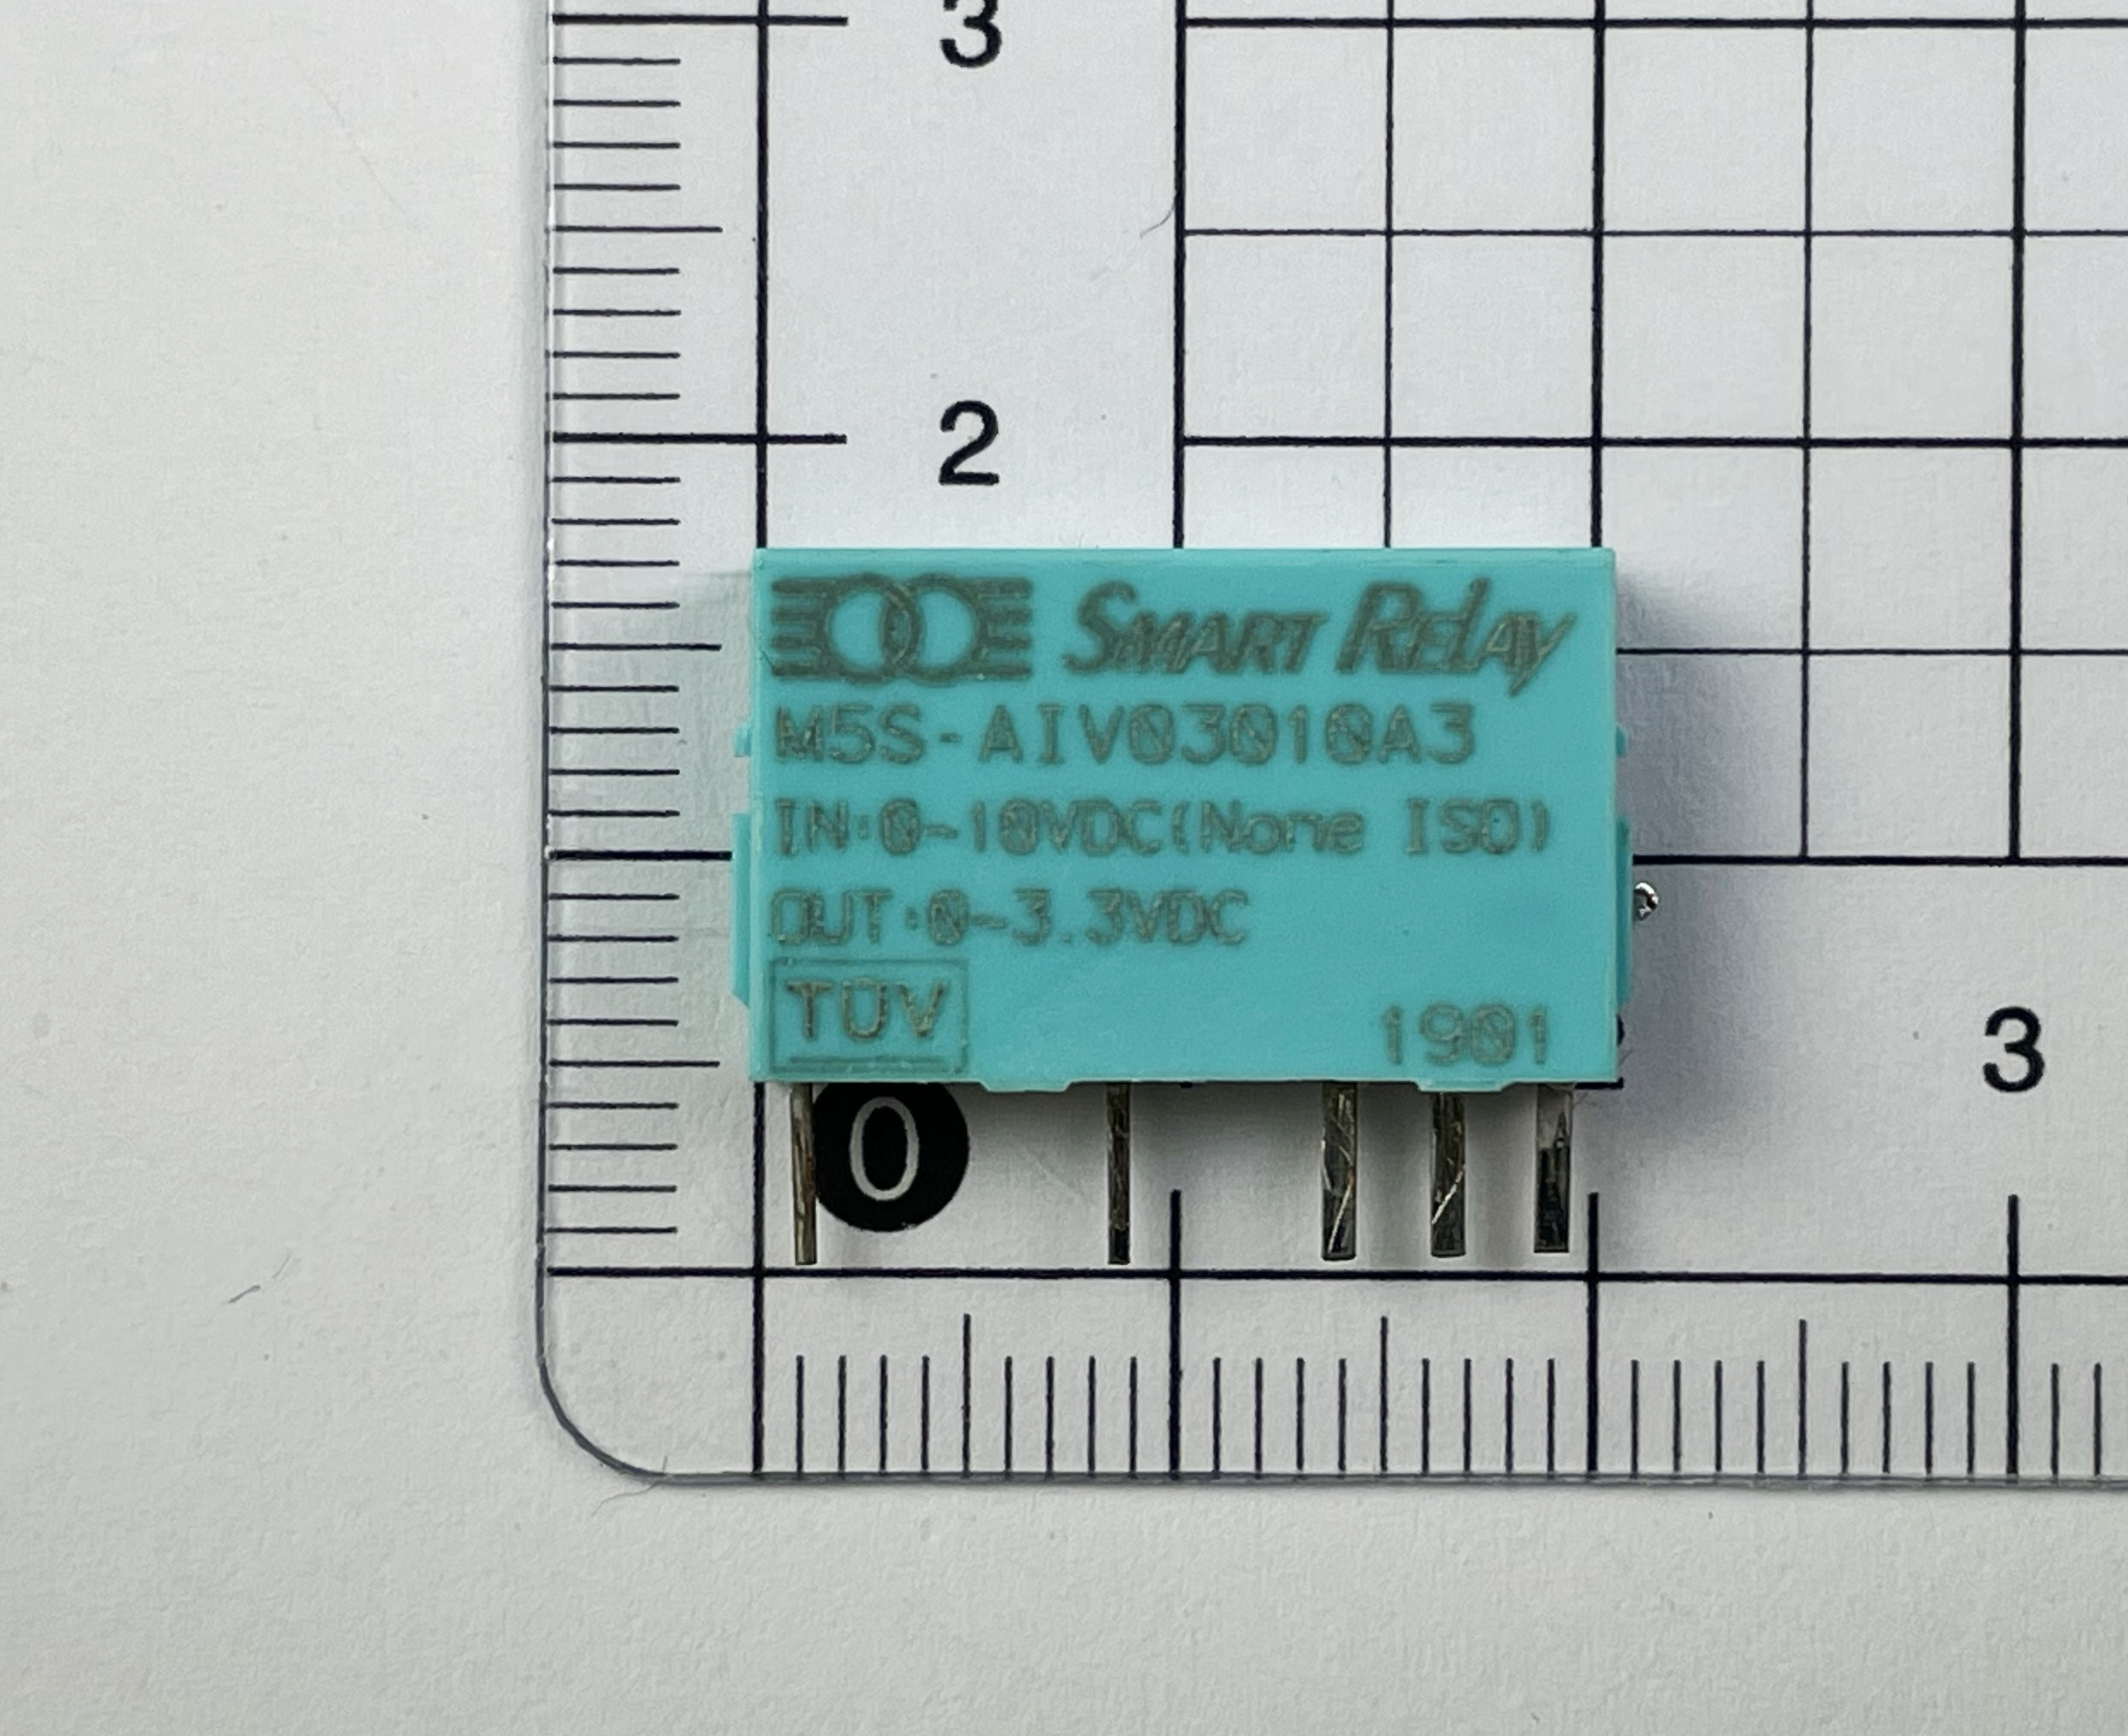 3
2
SMART RELAY
M5S-AIV03010A3
IN:0-10VDC(None ISO)
OUT:0-3.3VDC
TÜV
1901
3
0